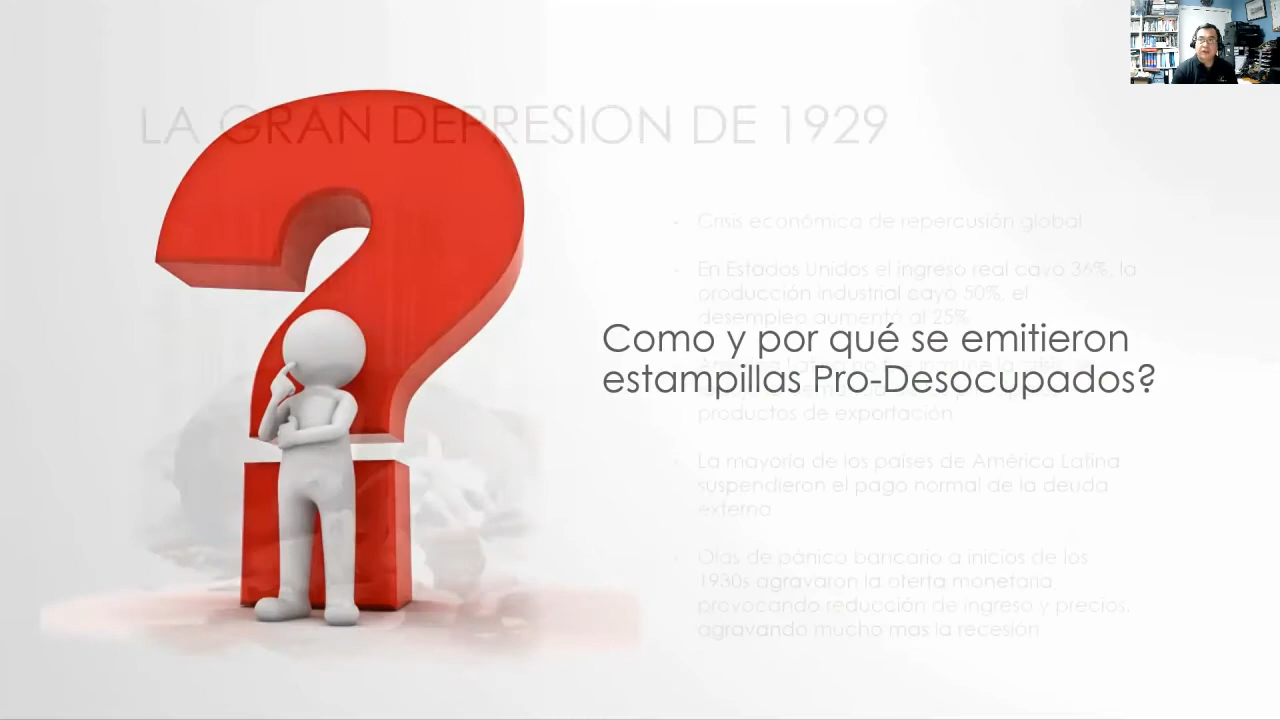 LA GRAN DEPRESION DE 1929
- Crisis económica de repercusión global
- En Estados Unidos el ingreso real cayó 36%, la
producción industrial cayó 50%, el
desempleo aumentó al 25%
Como y por qué se emitieron
estampillas Pro-Desocupados?
productos de exportación
- La mayoría de los países de América Latina
suspendieron el pago normal de la deuda
externa
- Olas de pánico bancario a inicios de los
1930s agravaron la oferta monetaria,
provocando reducción de ingreso y precios,
agravando mucho mas la recesión